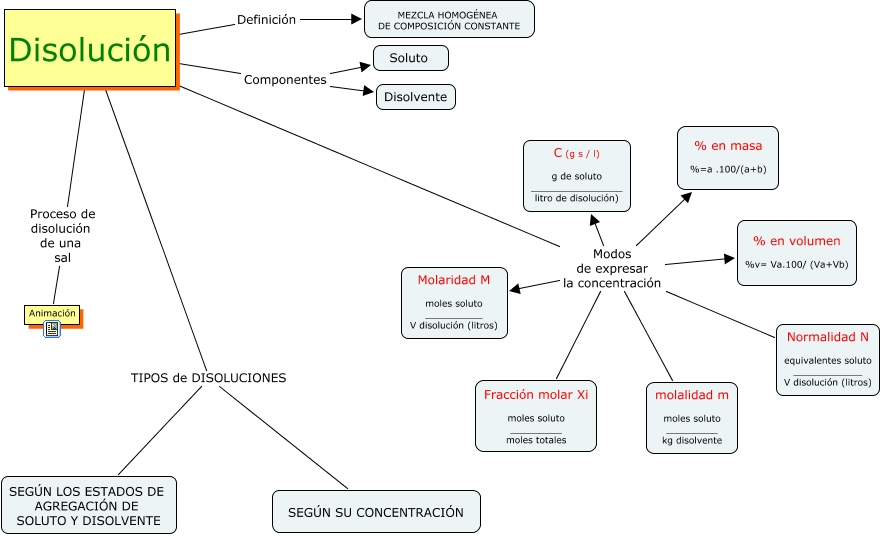 Disolución
Definición
MEZCLA HOMOGÉNEA
DE COMPOSICIÓN CONSTANTE
Componentes
Soluto
Disolvente
Proceso de
disolución
de una
sal
Animación
TIPOS de DISOLUCIONES
SEGÚN LOS ESTADOS DE
AGREGACIÓN DE
SOLUTO Y DISOLVENTE
SEGÚN SU CONCENTRACIÓN
Modos
de expresar
la concentración
C (g s / l)
g de soluto
litro de disolución)
% en masa
%=a .100/(a+b)
% en volumen
%v= Va.100/ (Va+Vb)
Molaridad M
moles soluto
V disolución (litros)
Normalidad N
equivalentes soluto
V disolución (litros)
Fracción molar Xi
moles soluto
moles totales
molalidad m
moles soluto
kg disolvente